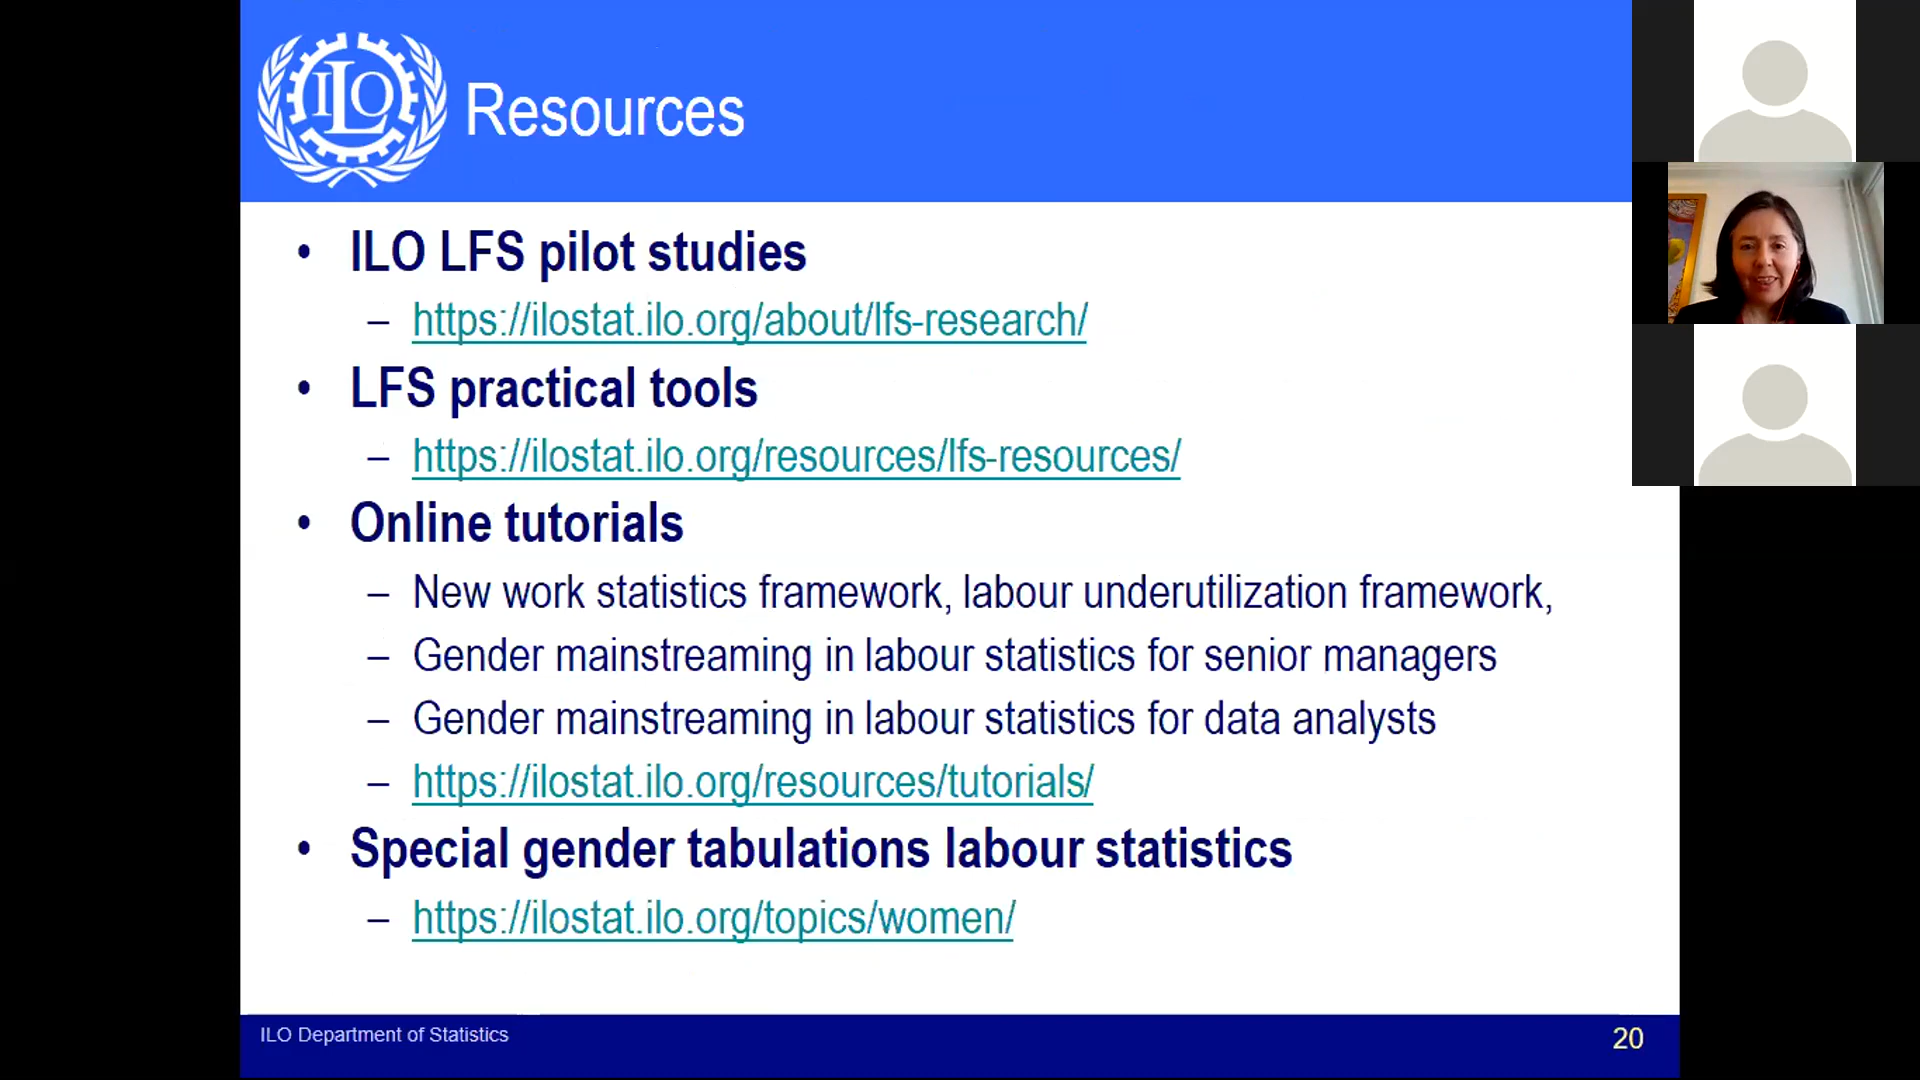 ILO
Resources
• ILO LFS pilot studies
– https://ilostat.ilo.org/about/lfs-research/
• LFS practical tools
– https://ilostat.ilo.org/resources/lfs-resources/
• Online tutorials
– New work statistics framework, labour underutilization framework,
– Gender mainstreaming in labour statistics for senior managers
– Gender mainstreaming in labour statistics for data analysts
– https://ilostat.ilo.org/resources/tutorials/
• Special gender tabulations labour statistics
– https://ilostat.ilo.org/topics/women/
ILO Department of Statistics
20